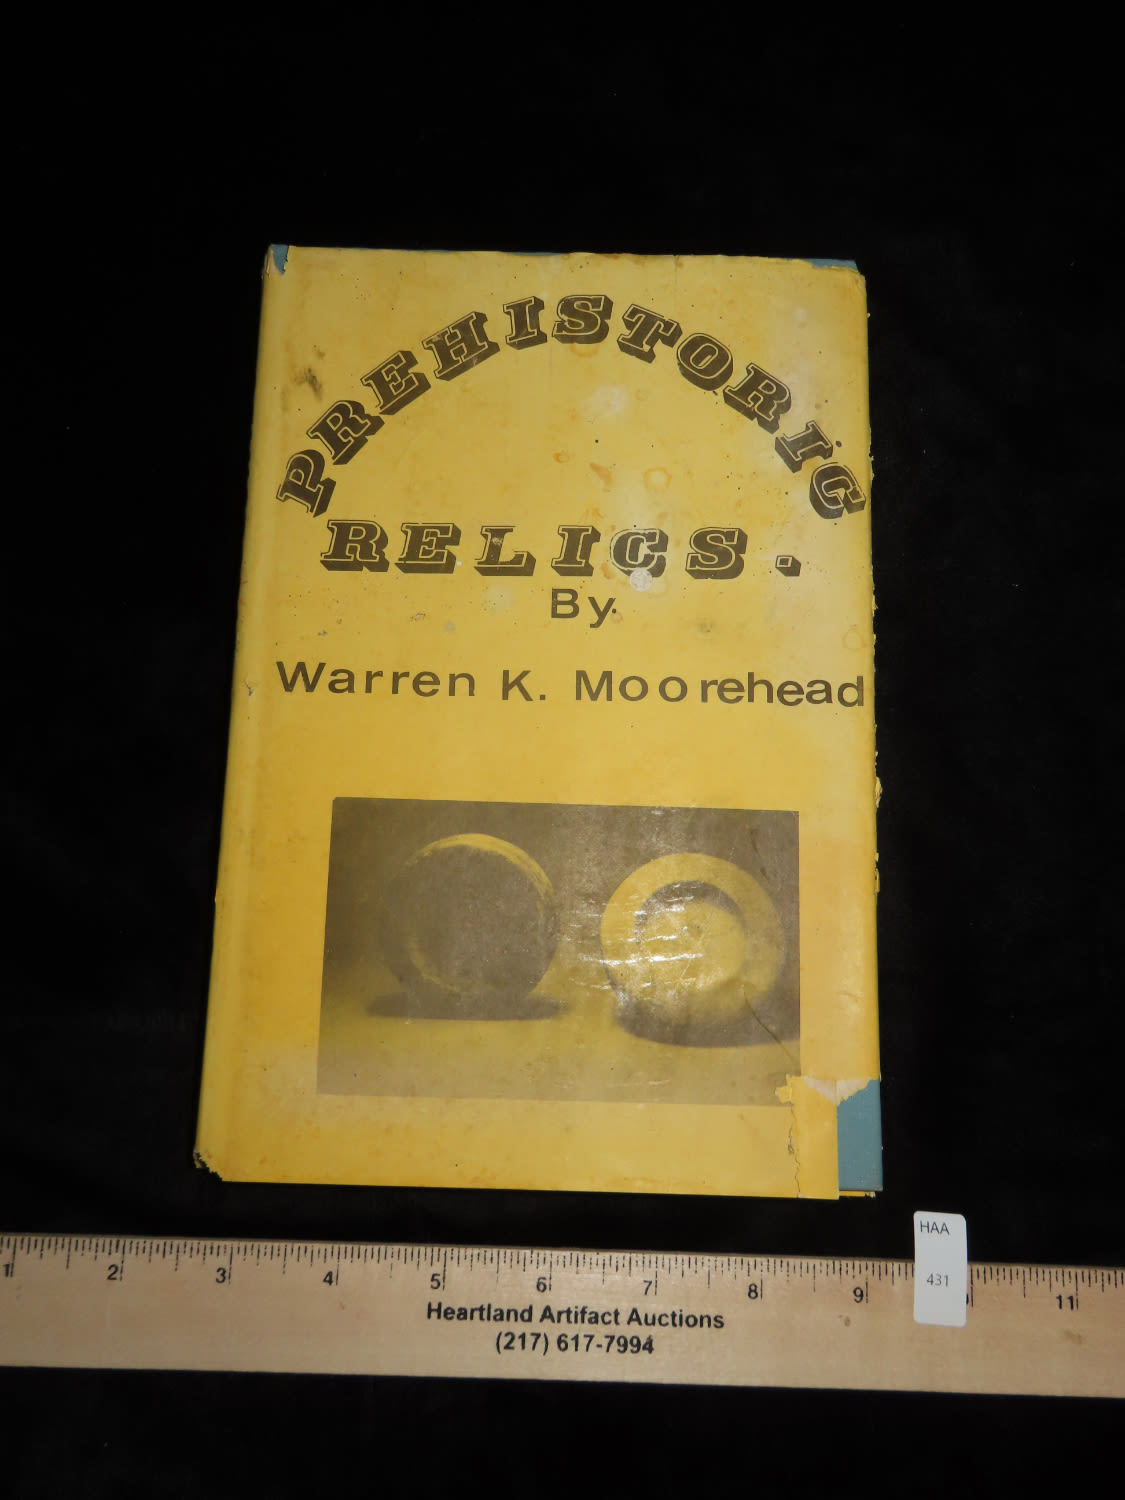 PREHISTORIC
RELICS.
By.
Warren K. Moorehead
HAA
431
1 2 3 4 5 6 7 8 9 11
Heartland Artifact Auctions
(217) 617-7994